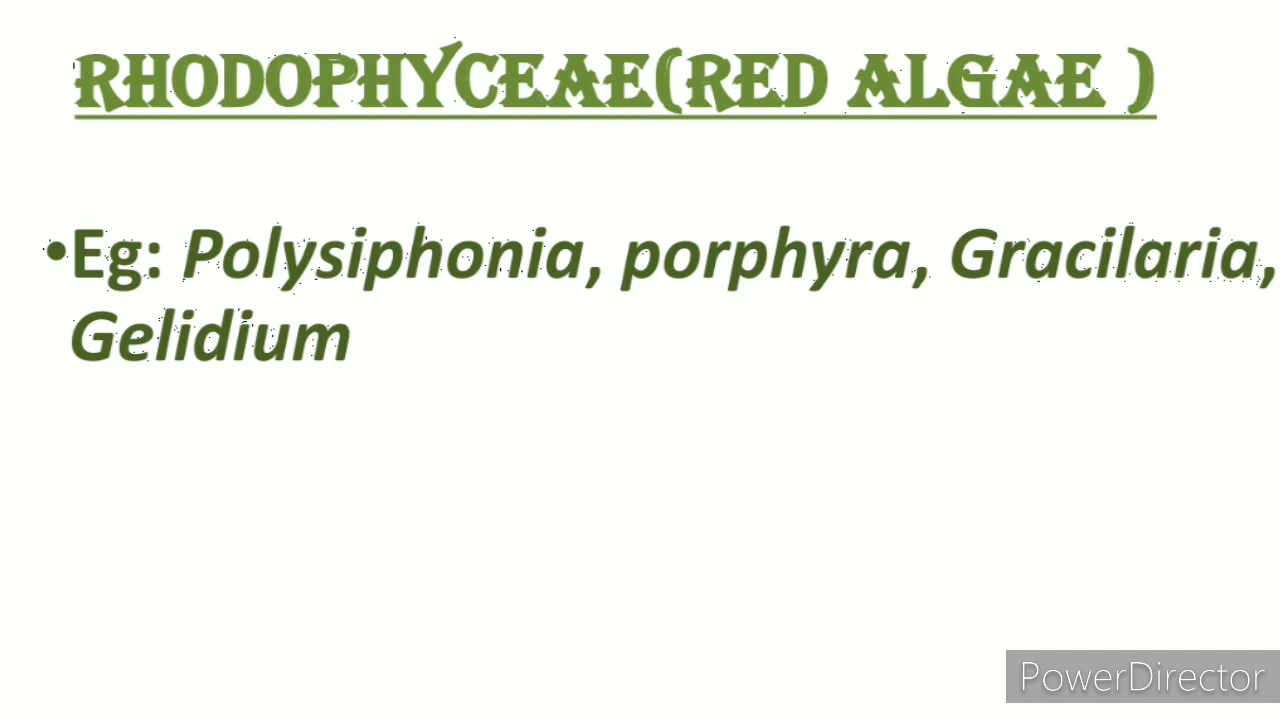 RHODOPHYCEAE(RED ALGAE )
•Eg: Polysiphonia, porphyra, Gracilaria,
Gelidium
PowerDirector